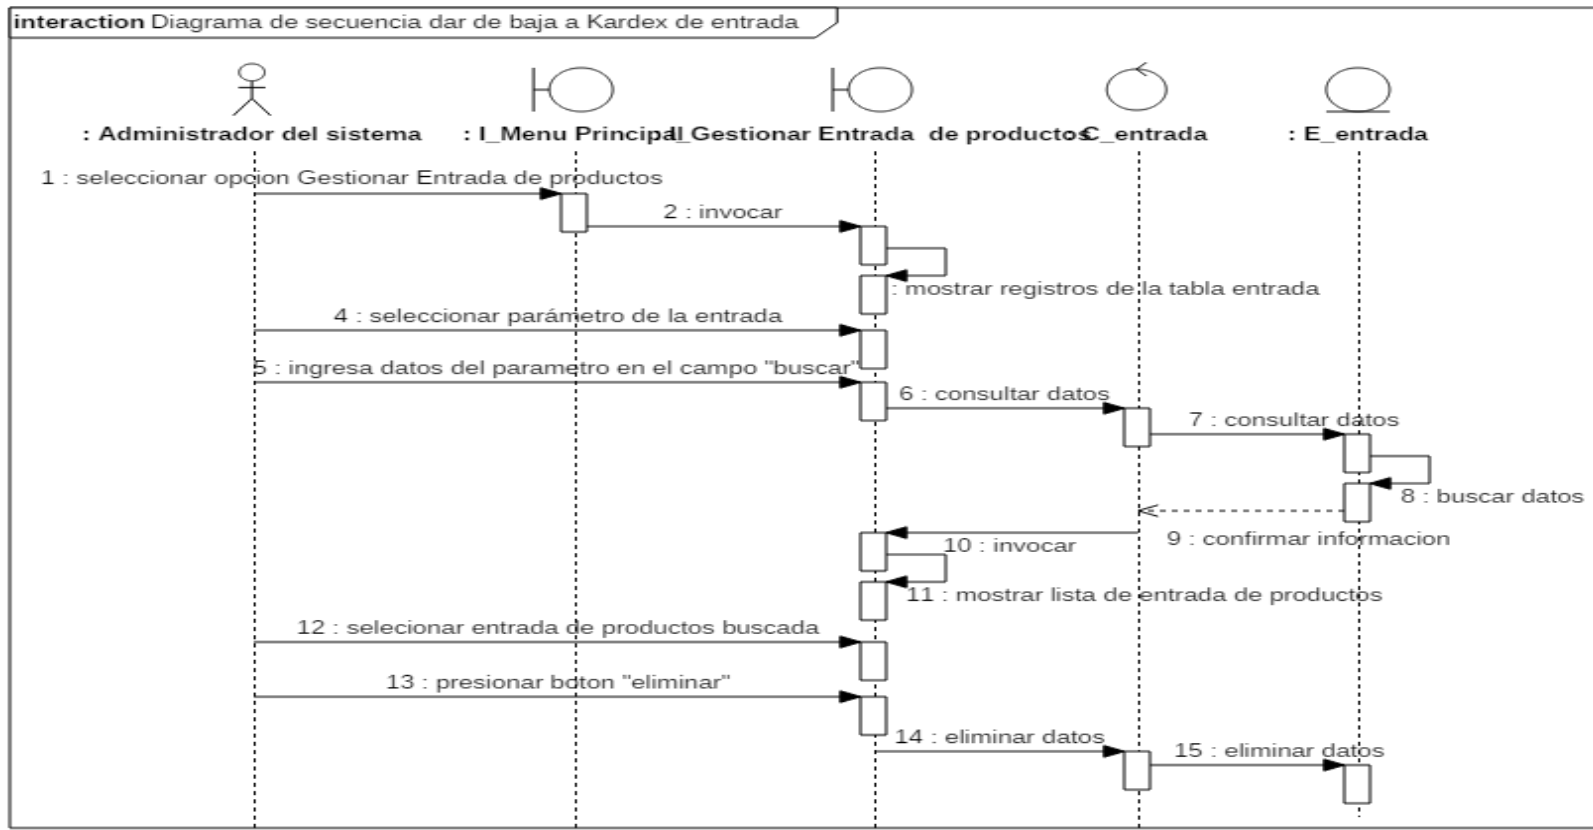 interaction Diagrama de secuencia dar de baja a Kardex de entrada
: Administrador del sistema
: I_Menu Principal
I_Gestionar Entrada de productos
C_entrada
: E_entrada
1 : seleccionar opcion Gestionar Entrada de productos
2 : invocar
: mostrar registros de la tabla entrada
4 : seleccionar parámetro de la entrada
5 : ingresa datos del parametro en el campo "buscar"
6 : consultar datos
7 : consultar datos
8 : buscar datos
9 : confirmar informacion
10 : invocar
11 : mostrar lista de entrada de productos
12 : selecionar entrada de productos buscada
13 : presionar boton "eliminar"
14 : eliminar datos
15 : eliminar datos